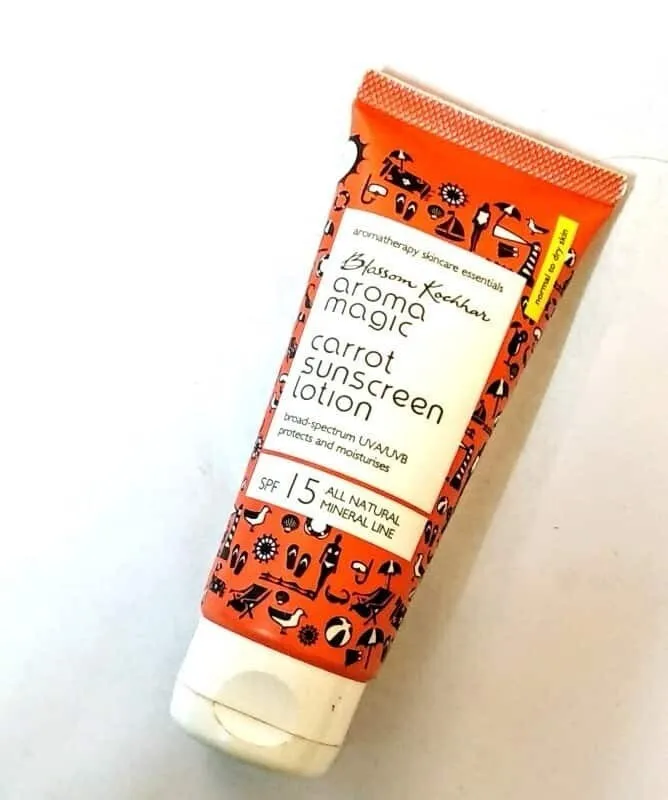 aromatherapy skincare essentials
Blossom Kochhar
aroma
magic
carrot
sunscreen
lotion
broad-spectrum UVA/UVB
protects and moisturises
SPF 15 ALL NATURAL
MINERAL LINE
normal to dry skin